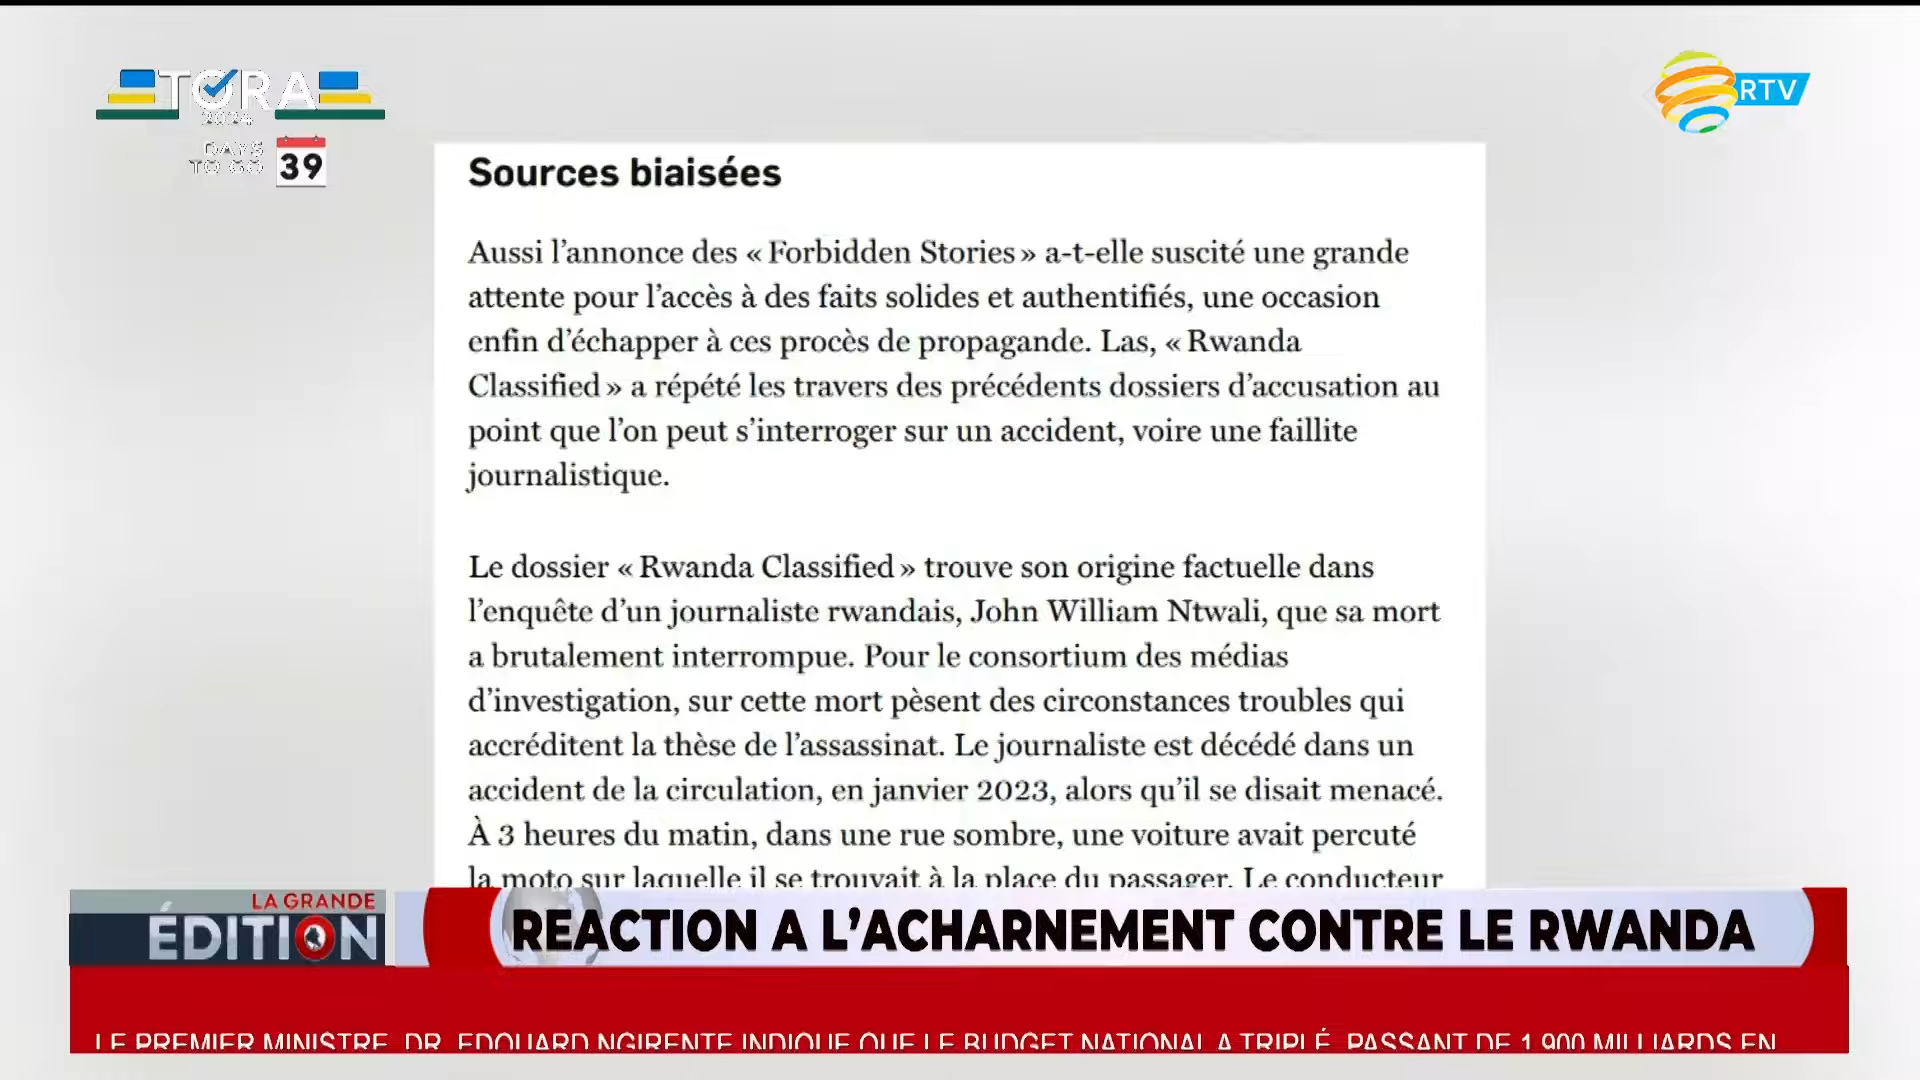 TORA
2024
DAYS
TO GO
39
RTV
Sources biaisées
Aussi l’annonce des « Forbidden Stories » a-t-elle suscité une grande
attente pour l’accès à des faits solides et authentifiés, une occasion
enfin d’échapper à ces procès de propagande. Las, « Rwanda
Classified » a répété les travers des précédents dossiers d’accusation au
point que l’on peut s’interroger sur un accident, voire une faillite
journalistique.
Le dossier « Rwanda Classified » trouve son origine factuelle dans
l’enquête d’un journaliste rwandais, John William Ntwali, que sa mort
a brutalement interrompue. Pour le consortium des médias
d’investigation, sur cette mort pèsent des circonstances troubles qui
accréditent la thèse de l’assassinat. Le journaliste est décédé dans un
accident de la circulation, en janvier 2023, alors qu’il se disait menacé.
À 3 heures du matin, dans une rue sombre, une voiture avait percuté
la moto sur laquelle il se trouvait à la place du passager. Le conducteur
LA GRANDE
ÉDITION
REACTION A L’ACHARNEMENT CONTRE LE RWANDA
LE PREMIER MINISTRE, DR. EDOUARD NGIRENTE INDIQUE QUE LE BUDGET NATIONAL A TRIPLÉ, PASSANT DE 1.900 MILLIARDS EN